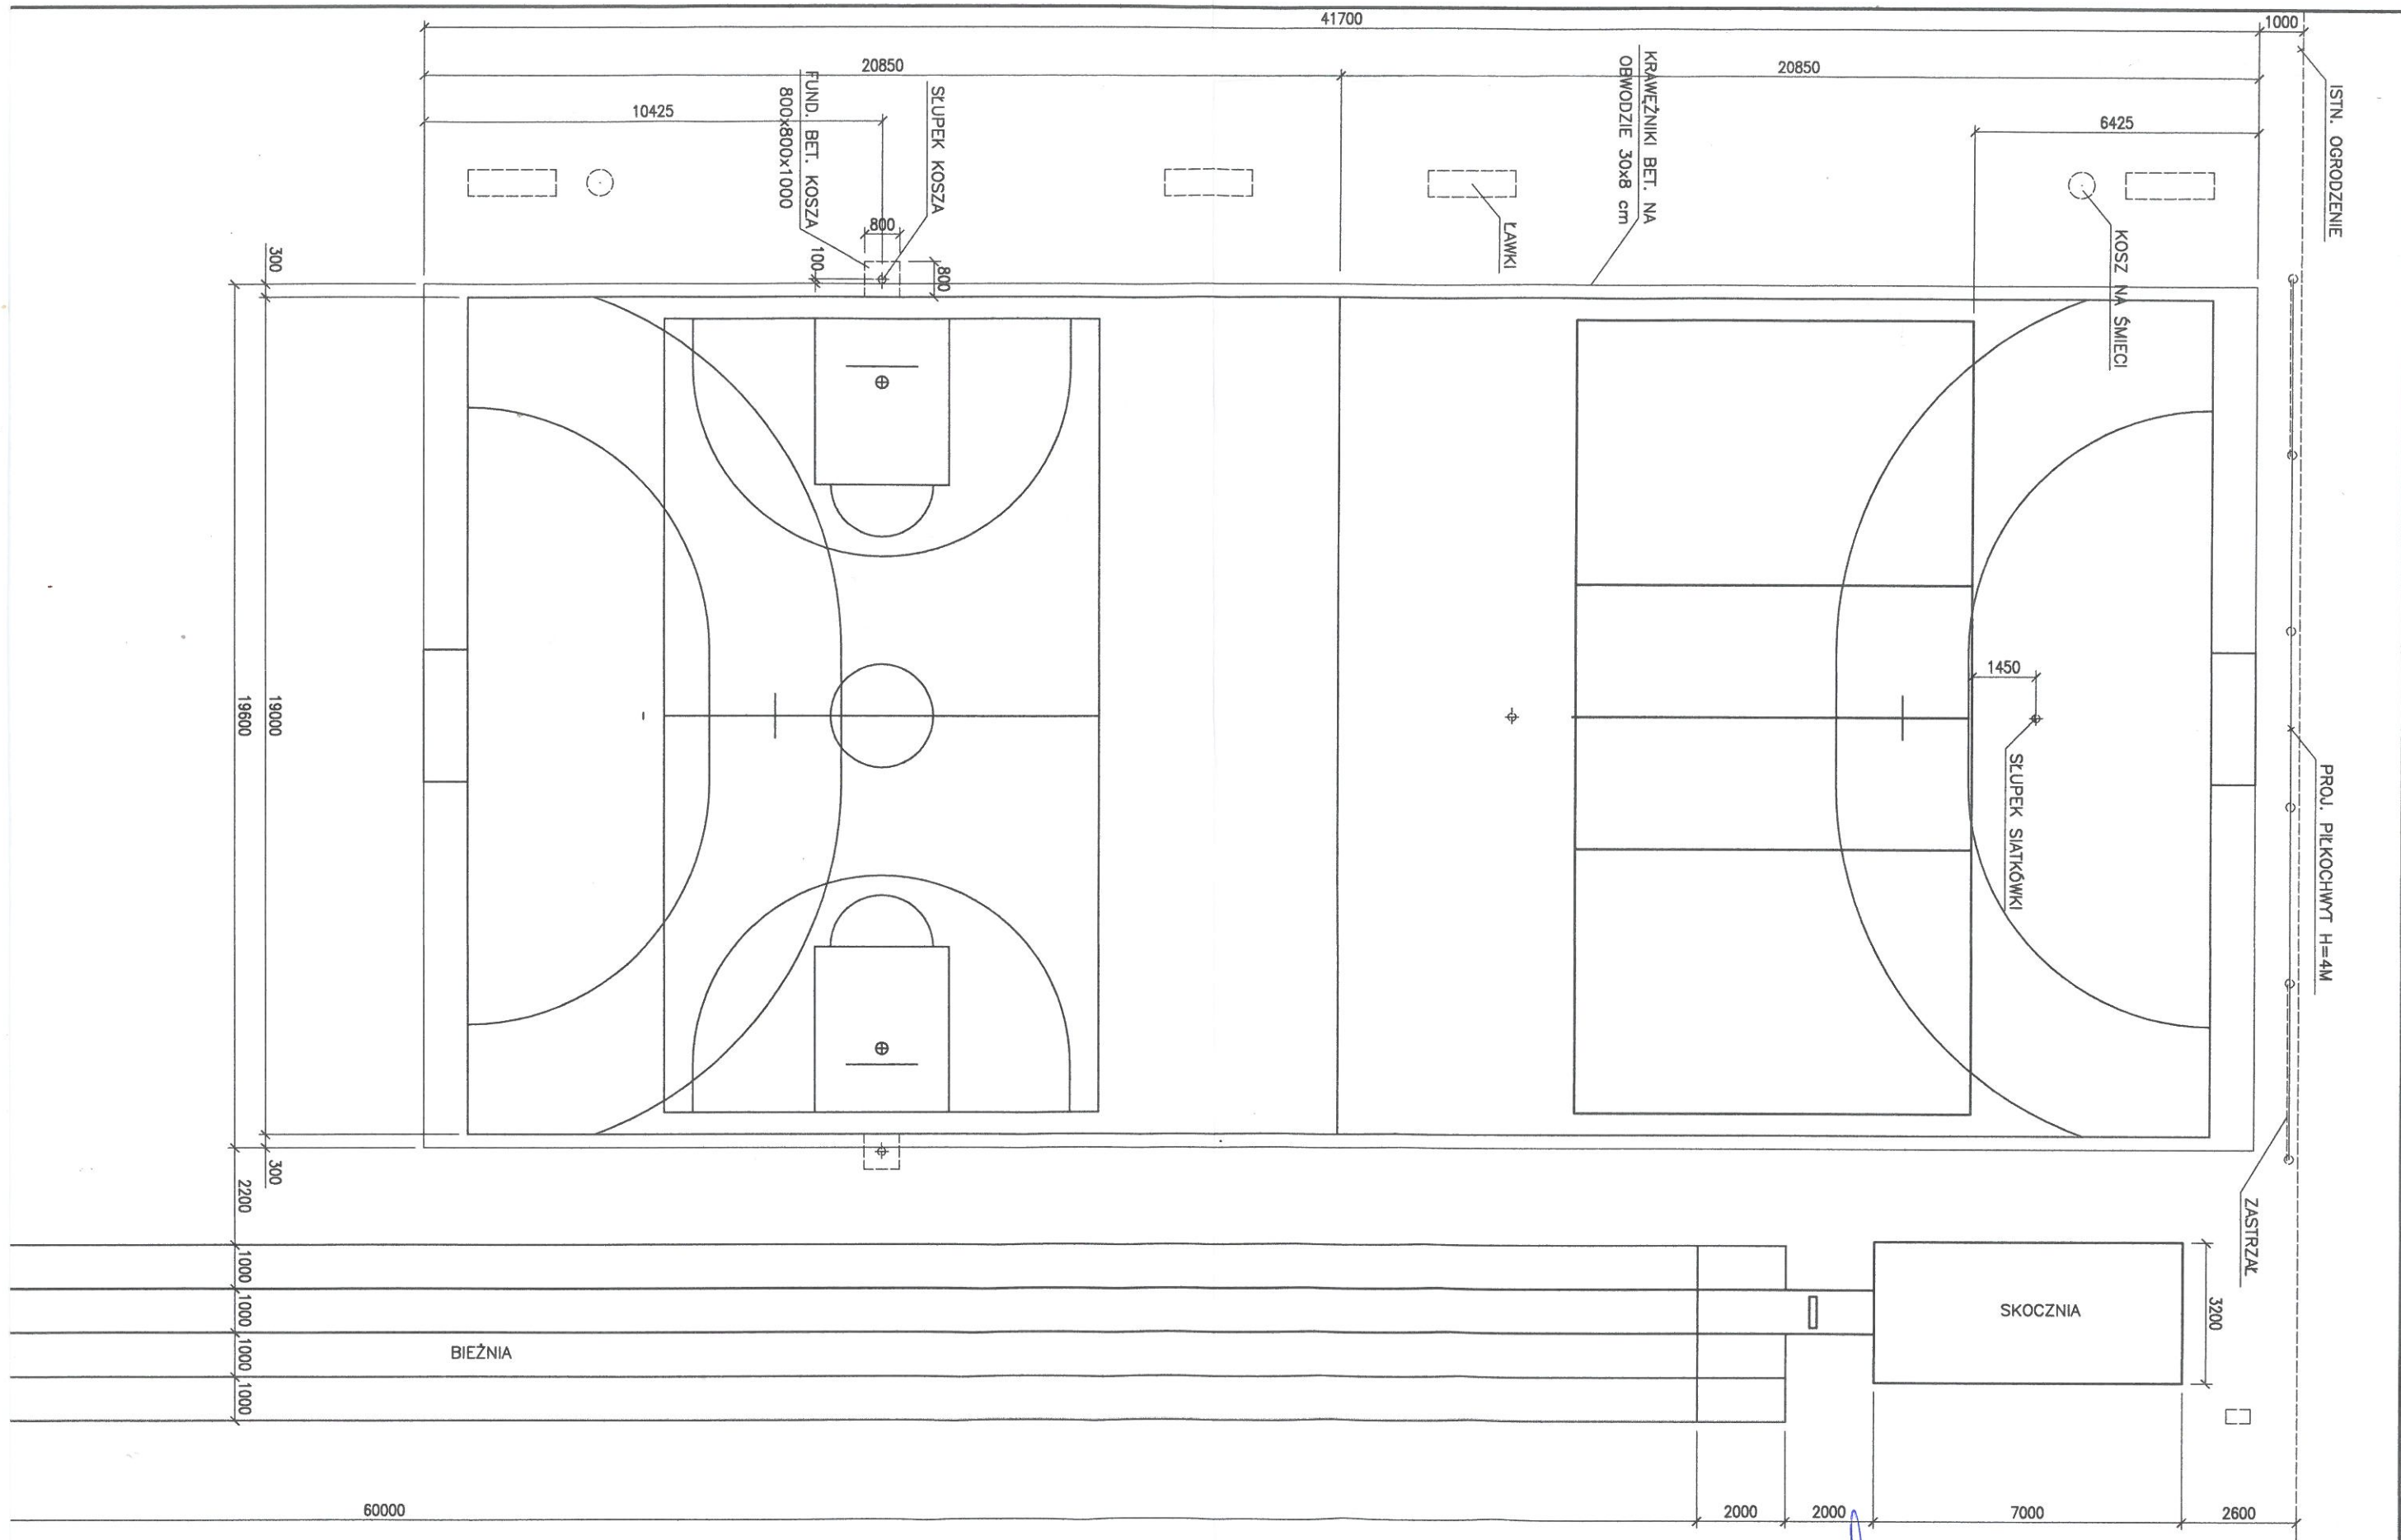 41700
1000
20850
20850
10425
6425
FUND. BET. KOSZA
800x800x1000
SŁUPEK KOSZA
KRAWĘŻNIKI BET. NA
OBWODZIE 30x8 cm
ŁAWKI
KOSZ NA ŚMIECI
ISTN. OGRODZENIE
800
800
100
300
19000
19600
1450
SŁUPEK SIATKÓWKI
PROJ. PIŁKOCHWYT H=4M
ZASTRZAŁ
300
2200
1000
1000
1000
1000
BIEŻNIA
SKOCZNIA
3200
60000
2000
2000
7000
2600